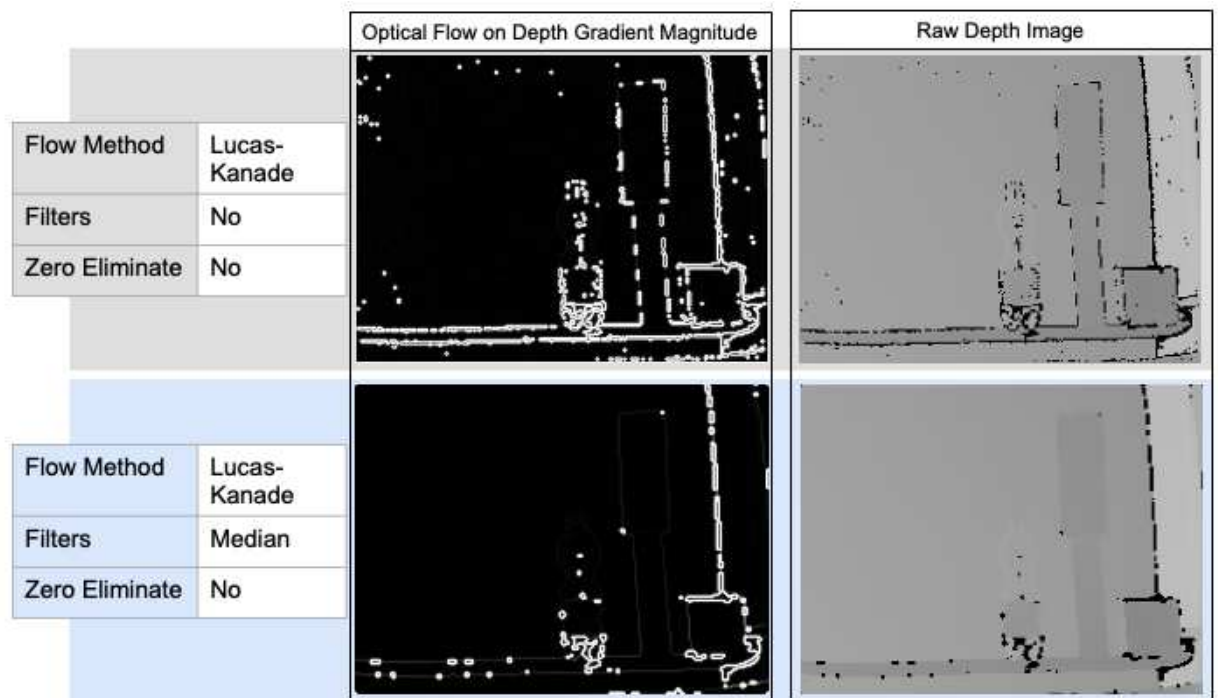 Optical Flow on Depth Gradient Magnitude
Raw Depth Image
Flow Method
Lucas-
Kanade
Filters
No
Zero Eliminate
No
Flow Method
Lucas-
Kanade
Filters
Median
Zero Eliminate
No